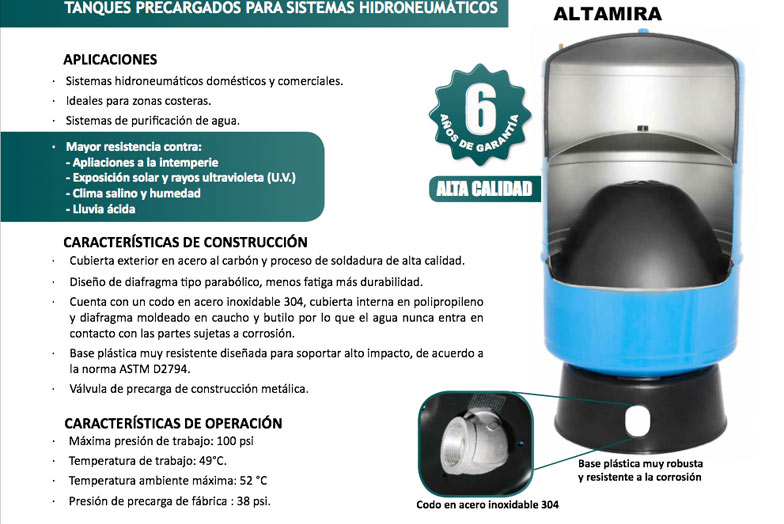 TANQUES PRECARGADOS PARA SISTEMAS HIDRONEUMÁTICOS
ALTAMIRA
APLICACIONES
· Sistemas hidroneumáticos domésticos y comerciales.
· Ideales para zonas costeras.
· Sistemas de purificación de agua.
· Mayor resistencia contra:
- Apliaciones a la intemperie
- Exposición solar y rayos ultravioleta (U.V.)
- Clima salino y humedad
- Lluvia ácida
6
AÑOS DE GARANTÍA
ALTA CALIDAD
CARACTERÍSTICAS DE CONSTRUCCIÓN
· Cubierta exterior en acero al carbón y proceso de soldadura de alta calidad.
· Diseño de diafragma tipo parabólico, menos fatiga más durabilidad.
· Cuenta con un codo en acero inoxidable 304, cubierta interna en polipropileno
y diafragma moldeado en caucho y butilo por lo que el agua nunca entra en
contacto con las partes sujetas a corrosión.
· Base plástica muy resistente diseñada para soportar alto impacto, de acuerdo a
la norma ASTM D2794.
· Válvula de precarga de construcción metálica.
CARACTERÍSTICAS DE OPERACIÓN
· Máxima presión de trabajo: 100 psi
· Temperatura de trabajo: 49°C.
· Temperatura ambiente máxima: 52 °C
· Presión de precarga de fábrica : 38 psi.
Base plástica muy robusta
y resistente a la corrosión
Codo en acero inoxidable 304